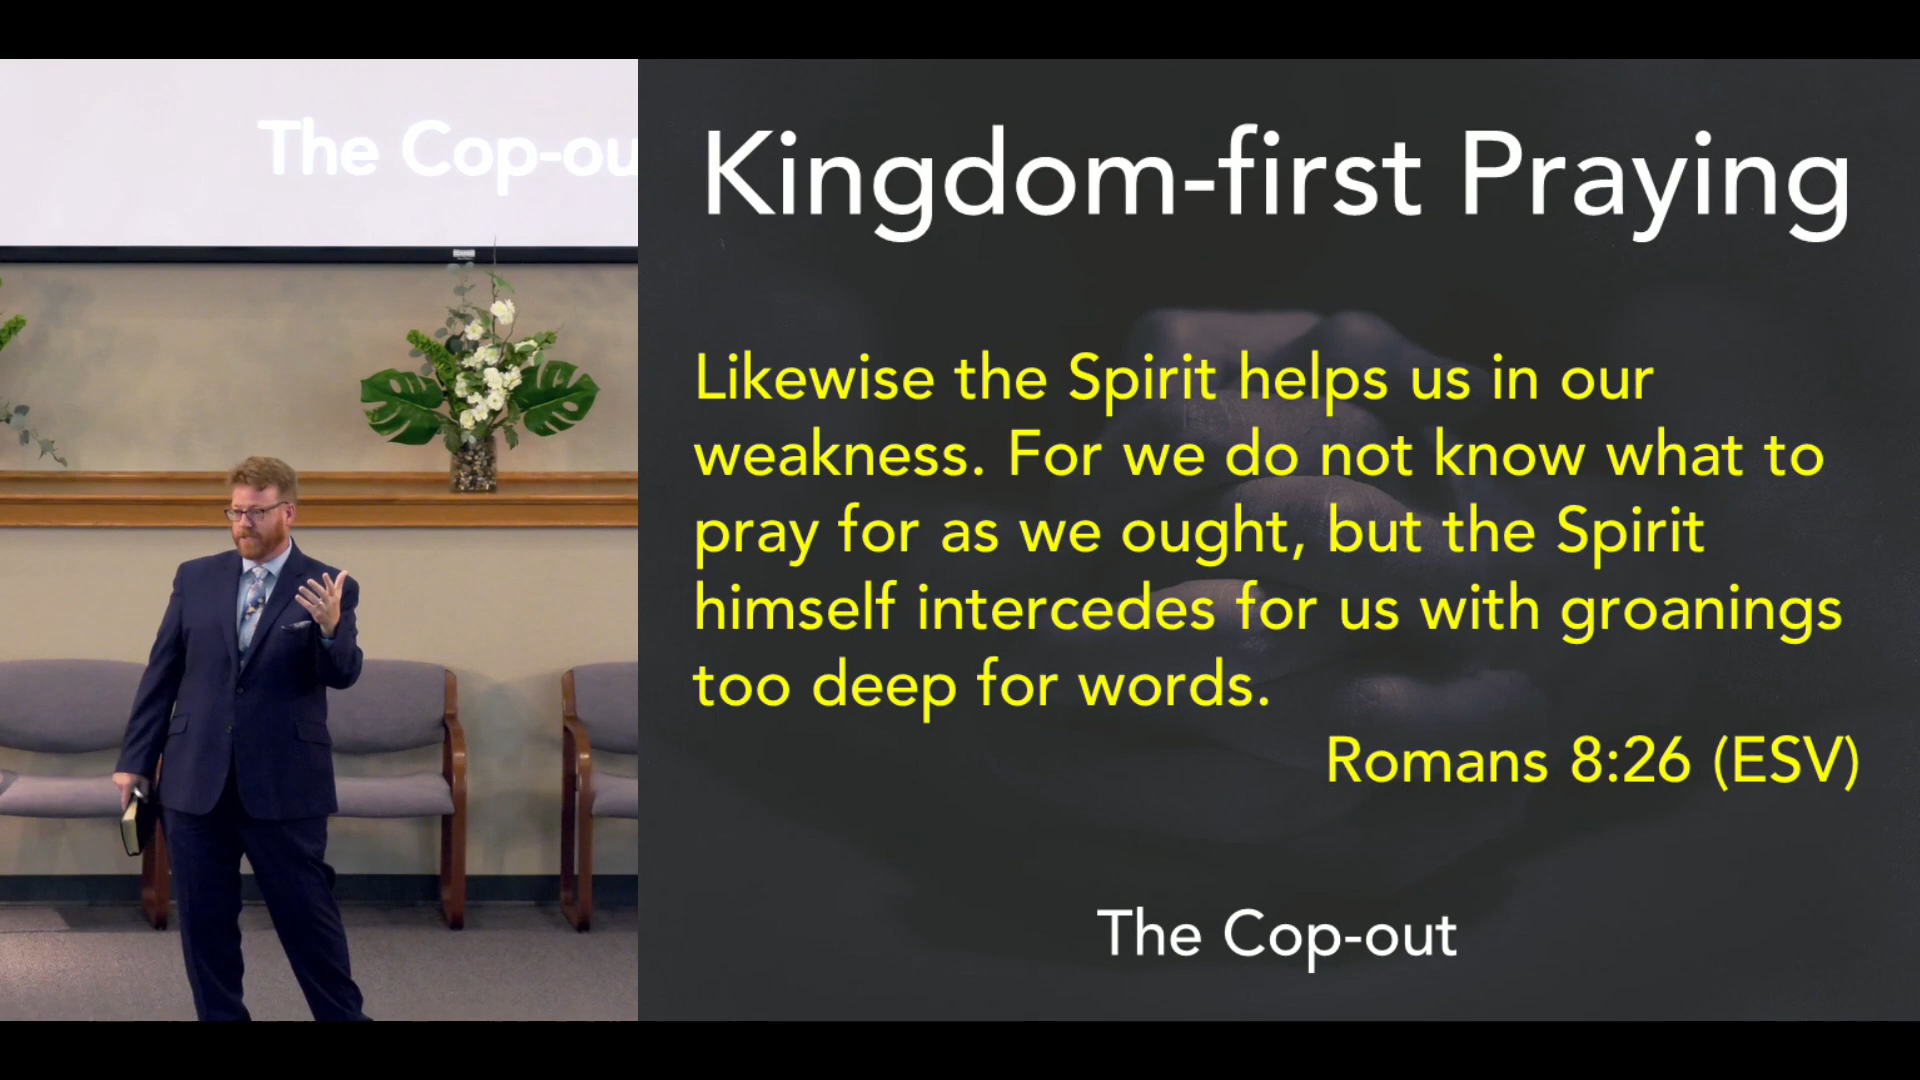 The Cop-ou
Kingdom-first Praying
Likewise the Spirit helps us in our
weakness. For we do not know what to
pray for as we ought, but the Spirit
himself intercedes for us with groanings
too deep for words.
Romans 8:26 (ESV)
The Cop-out